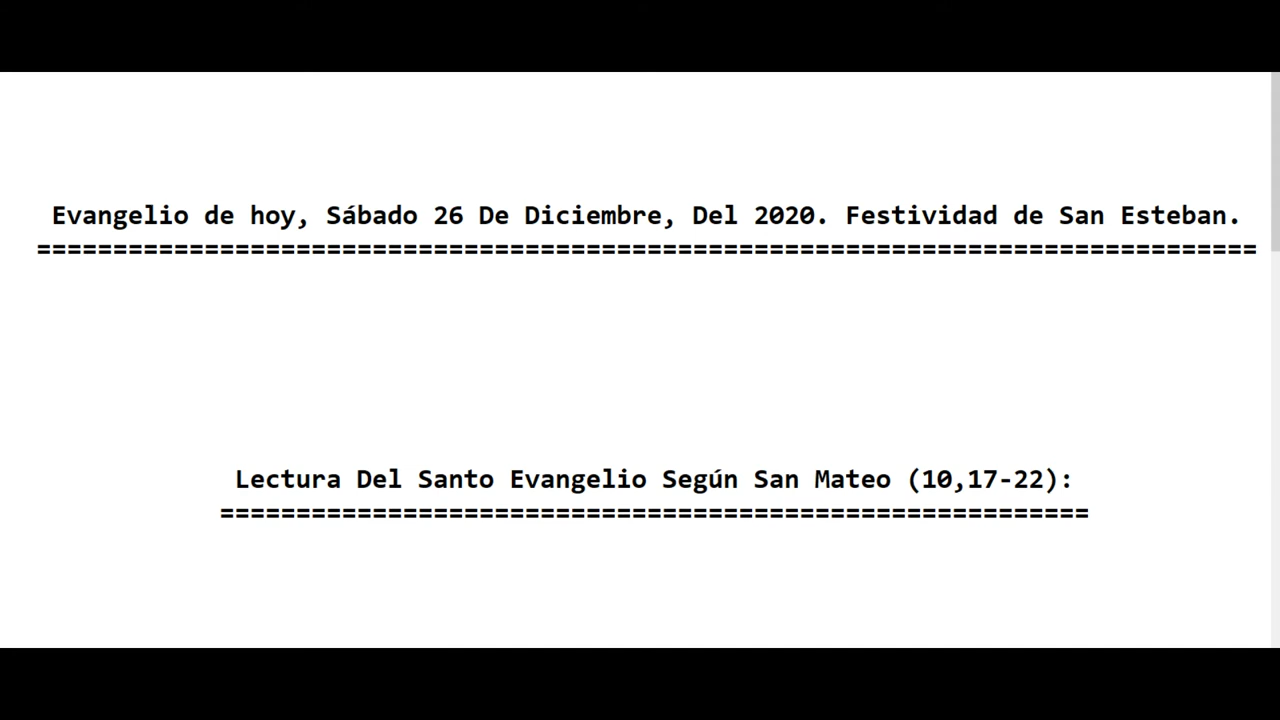 Evangelio de hoy, Sábado 26 De Diciembre, Del 2020. Festividad de San Esteban.
================================================================================
Lectura Del Santo Evangelio Según San Mateo (10,17-22):
=========================================================